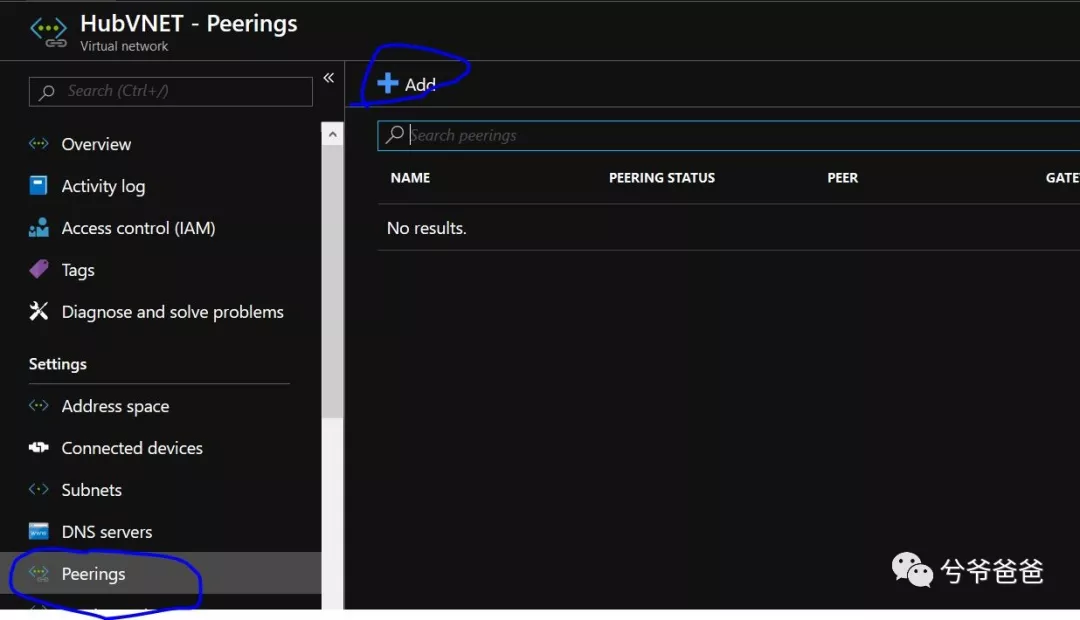 HubVNET - Peerings
Virtual network
Search (Ctrl+/)
«
Overview
Activity log
Access control (IAM)
Tags
Diagnose and solve problems
Settings
Address space
Connected devices
Subnets
DNS servers
Peerings
Add
Search peerings
NAME PEERING STATUS PEER GATE
No results.
兮爷爸爸